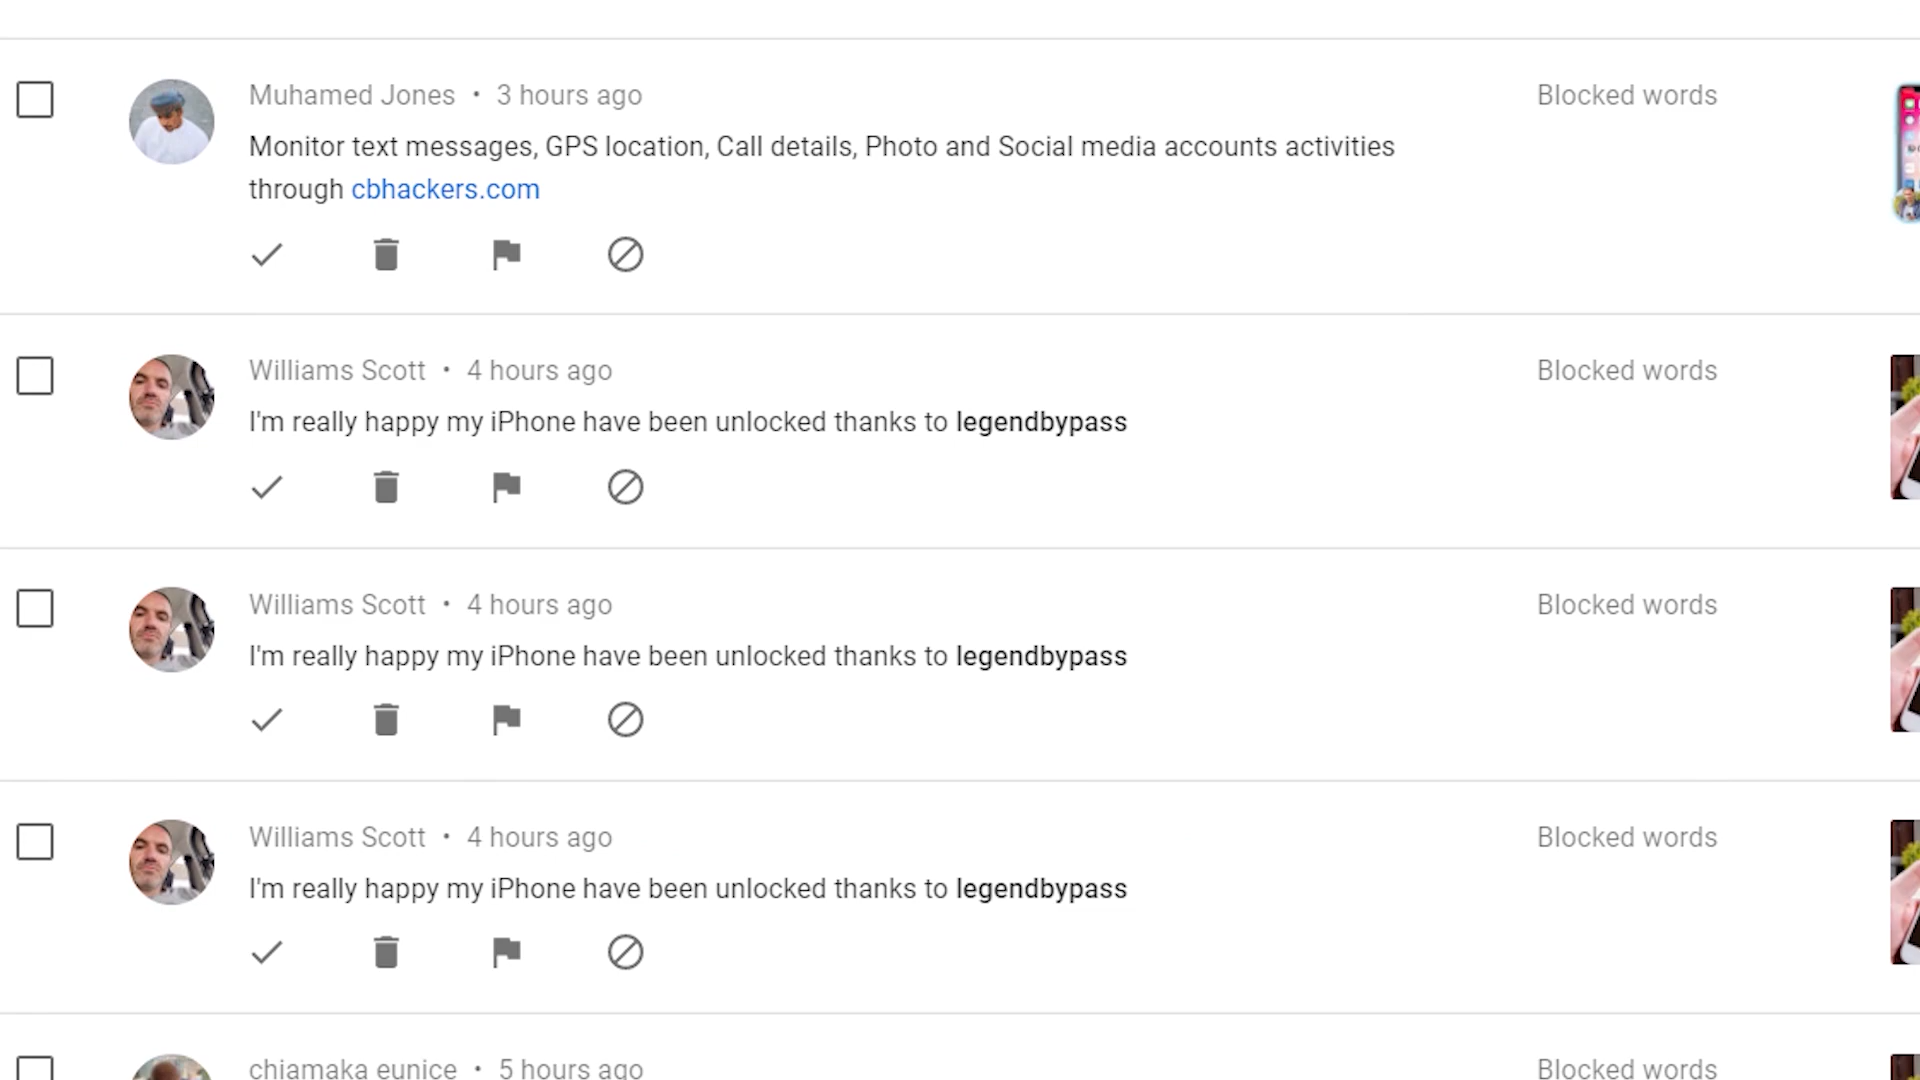 Muhamed Jones • 3 hours ago
Blocked words
Monitor text messages, GPS location, Call details, Photo and Social media accounts activities
through cbhackers.com
Williams Scott • 4 hours ago
Blocked words
I'm really happy my iPhone have been unlocked thanks to legendbypass
Williams Scott • 4 hours ago
Blocked words
I'm really happy my iPhone have been unlocked thanks to legendbypass
Williams Scott • 4 hours ago
Blocked words
I'm really happy my iPhone have been unlocked thanks to legendbypass
chiamaka eunice • 5 hours ago
Blocked words